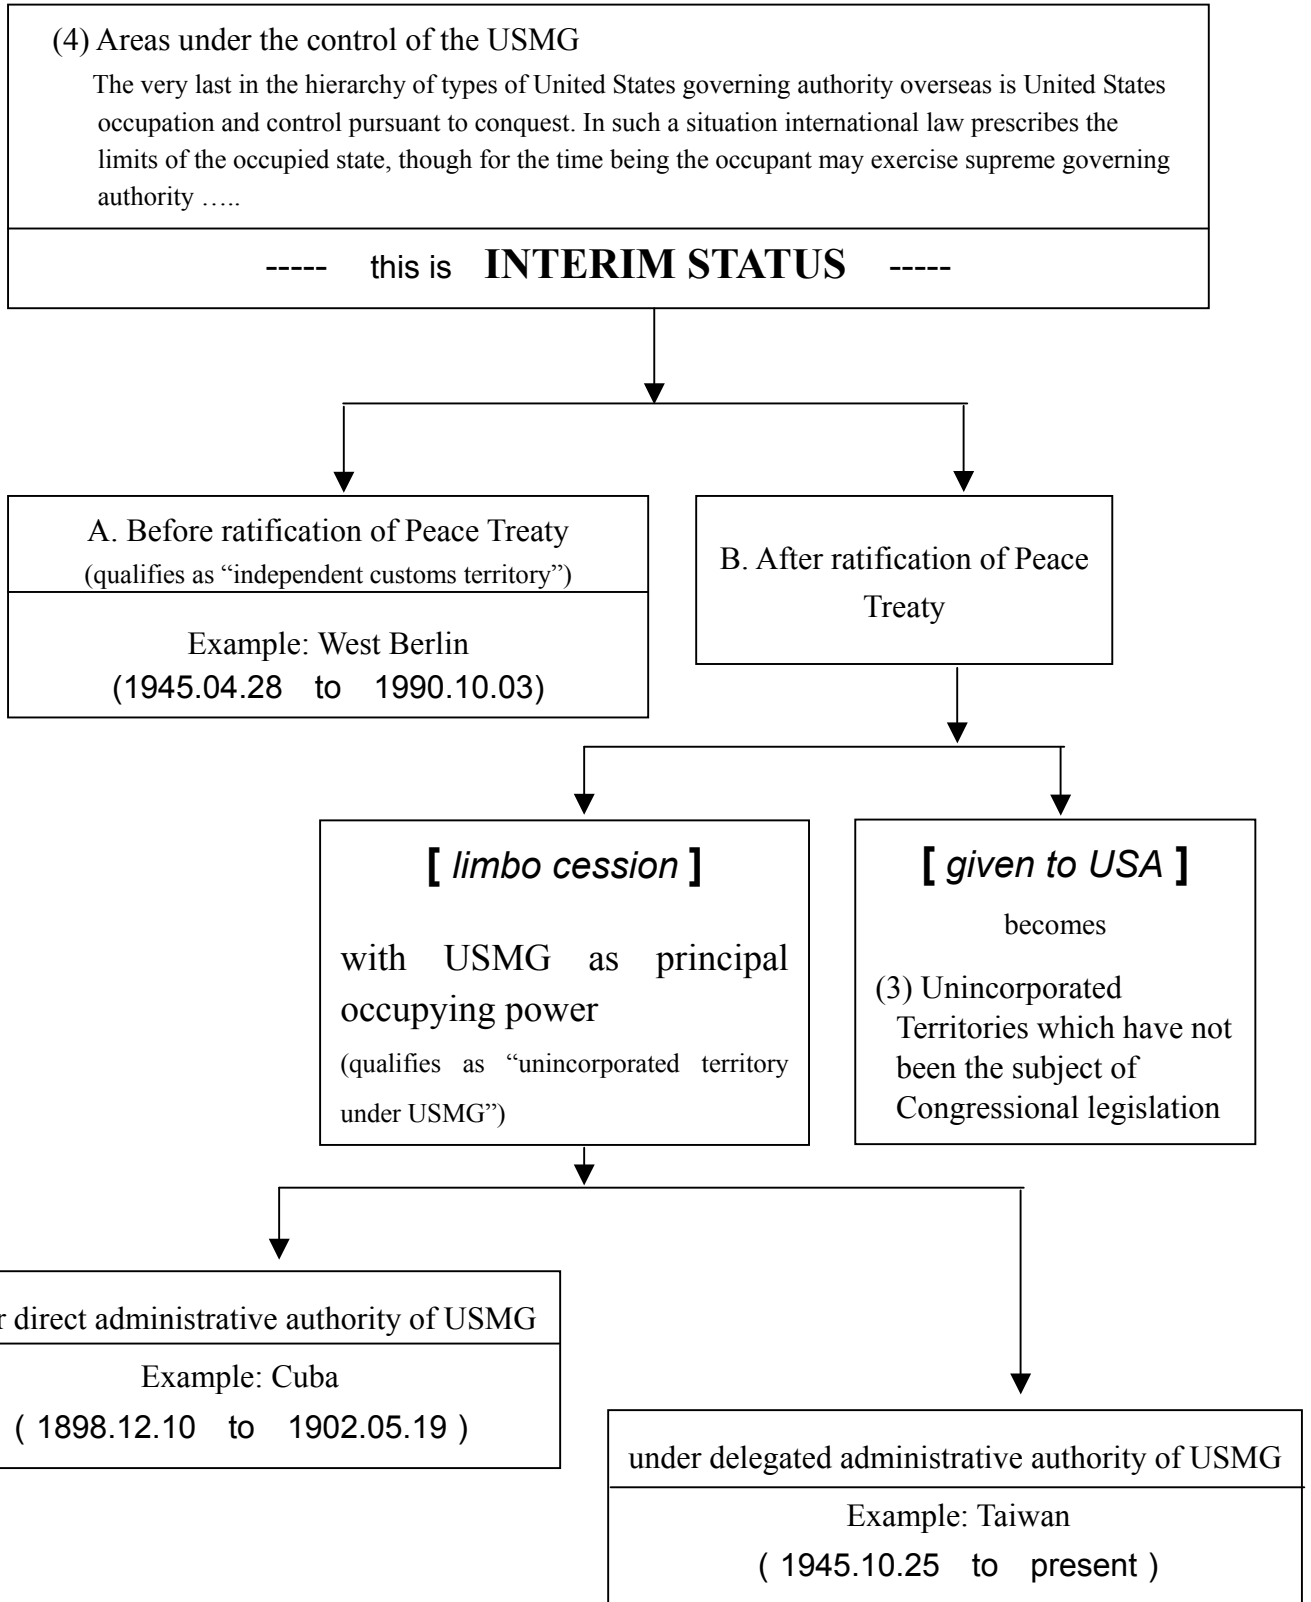 (4) Areas under the control of the USMG
The very last in the hierarchy of types of United States governing authority overseas is United States
occupation and control pursuant to conquest. In such a situation international law prescribes the
limits of the occupied state, though for the time being the occupant may exercise supreme governing
authority …..
----- this is INTERIM STATUS -----
A. Before ratification of Peace Treaty
(qualifies as “independent customs territory”)
Example: West Berlin
(1945.04.28 to 1990.10.03)
B. After ratification of Peace
Treaty
[ limbo cession ]
with USMG as principal
occupying power
(qualifies as “unincorporated territory
under USMG”)
[ given to USA ]
becomes
(3) Unincorporated
Territories which have not
been the subject of
Congressional legislation
direct administrative authority of USMG
Example: Cuba
( 1898.12.10 to 1902.05.19 )
under delegated administrative authority of USMG
Example: Taiwan
( 1945.10.25 to present )